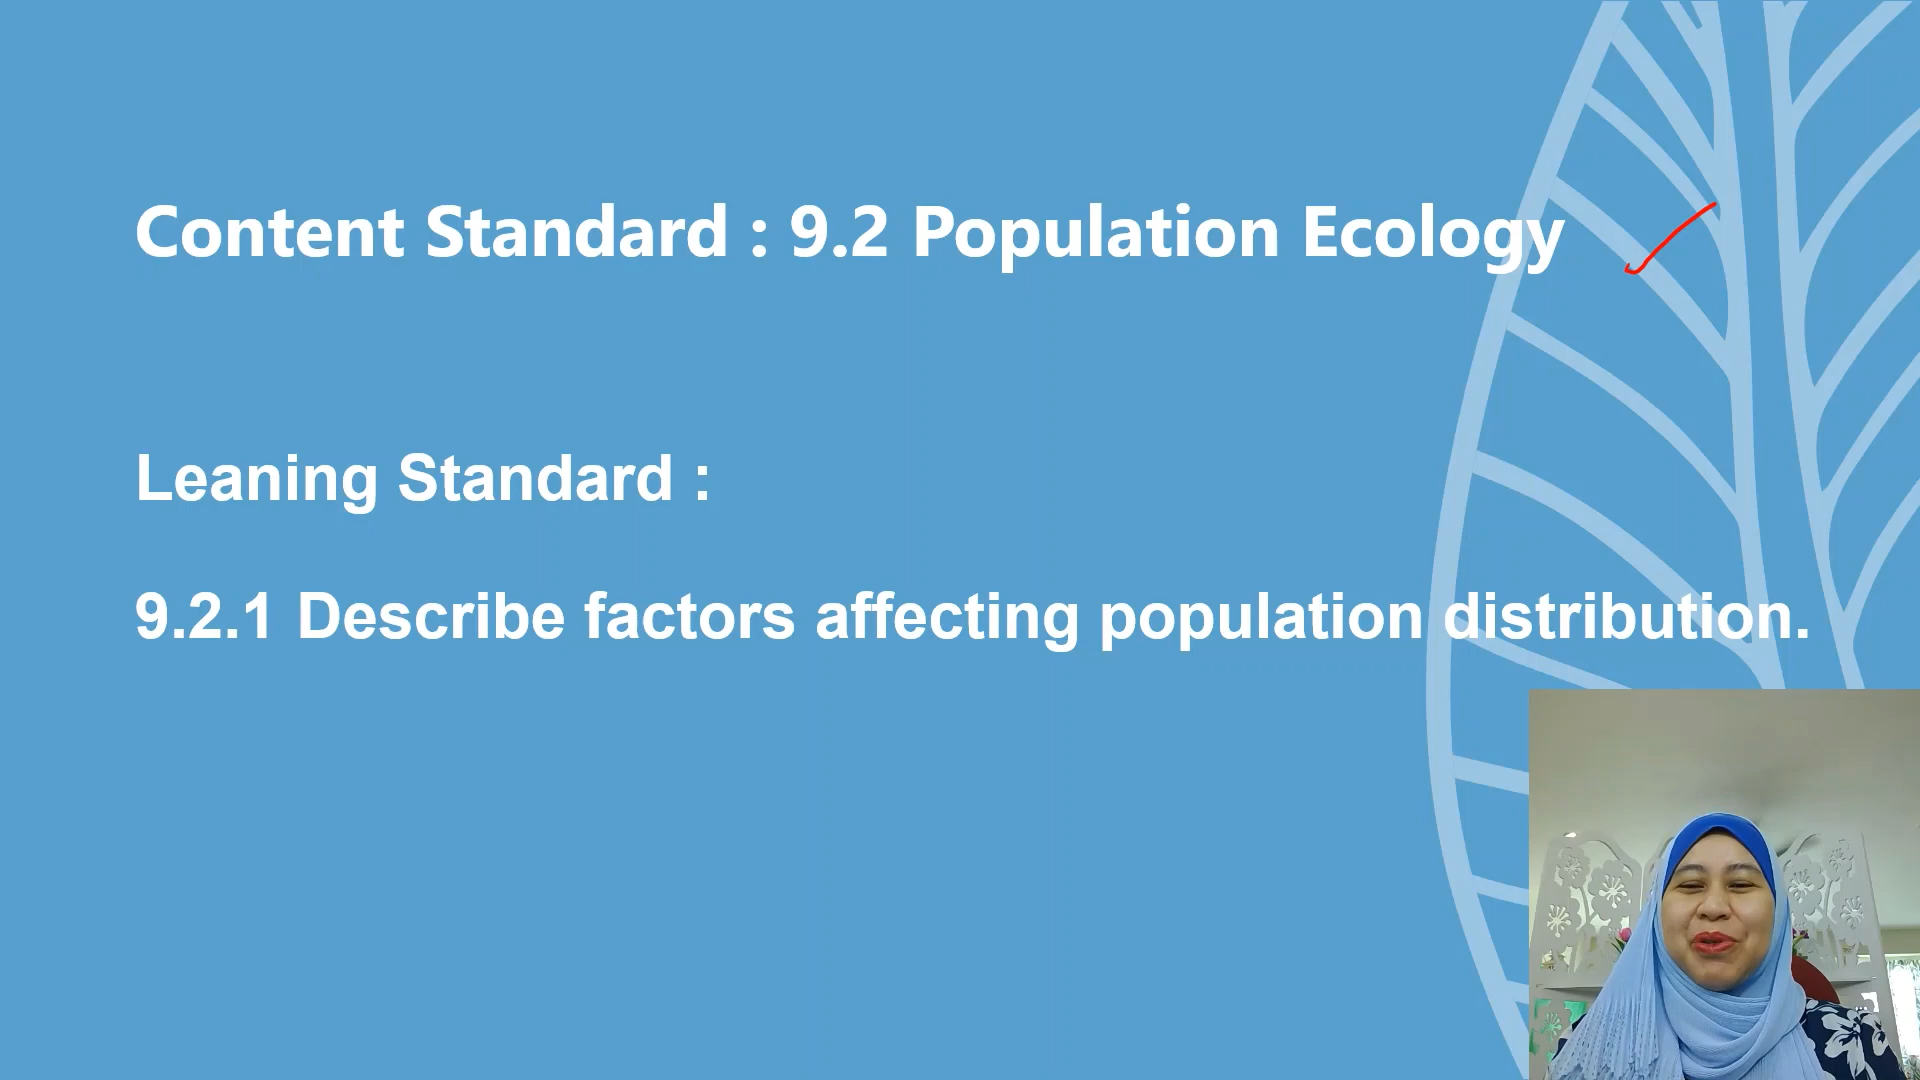 Content Standard : 9.2 Population Ecology
Leaning Standard :
9.2.1 Describe factors affecting population distribution.